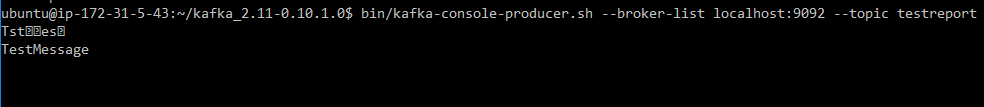 ubuntu@ip-172-31-5-43:~/kafka_2.11-0.10.1.0$ bin/kafka-console-producer.sh --broker-list localhost:9092 --topic testreport
Tst▯▯es▯
TestMessage